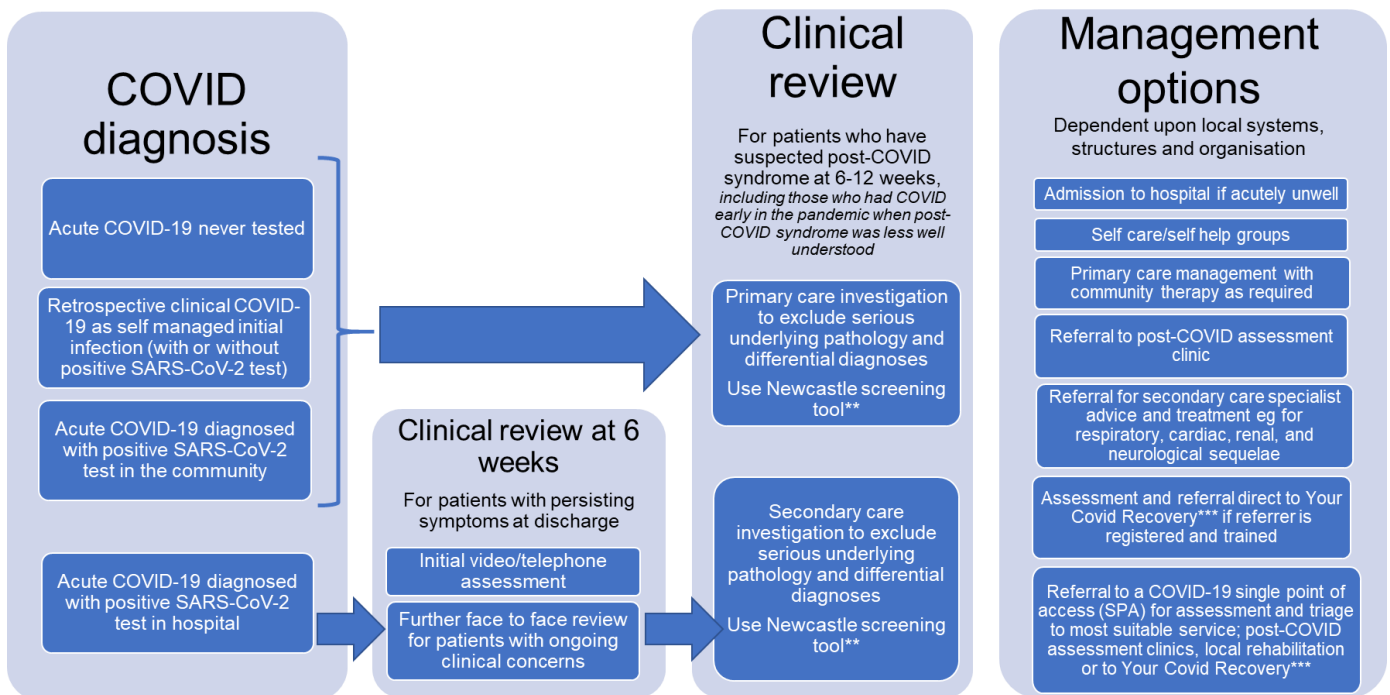 COVID
diagnosis
Acute COVID-19 never tested
Retrospective clinical COVID-
19 as self managed initial
infection (with or without
positive SARS-CoV-2 test)
Acute COVID-19 diagnosed
with positive SARS-CoV-2
test in the community
Acute COVID-19 diagnosed
with positive SARS-CoV-2
test in hospital
Clinical review at 6
weeks
For patients with persisting
symptoms at discharge
Initial video/telephone
assessment
Further face to face review
for patients with ongoing
clinical concerns
Clinical
review
For patients who have
suspected post-COVID
syndrome at 6-12 weeks,
including those who had COVID
early in the pandemic when post-
COVID syndrome was less well
understood
Primary care investigation
to exclude serious
underlying pathology and
differential diagnoses
Use Newcastle screening
tool**
Secondary care
investigation to exclude
serious underlying
pathology and differential
diagnoses
Use Newcastle screening
tool**
Management
options
Dependent upon local systems,
structures and organisation
Admission to hospital if acutely unwell
Self care/self help groups
Primary care management with
community therapy as required
Referral to post-COVID assessment
clinic
Referral for secondary care specialist
advice and treatment eg for
respiratory, cardiac, renal, and
neurological sequelae
Assessment and referral direct to Your
Covid Recovery*** if referrer is
registered and trained
Referral to a COVID-19 single point of
access (SPA) for assessment and triage
to most suitable service; post-COVID
assessment clinics, local rehabilitation
or to Your Covid Recovery***